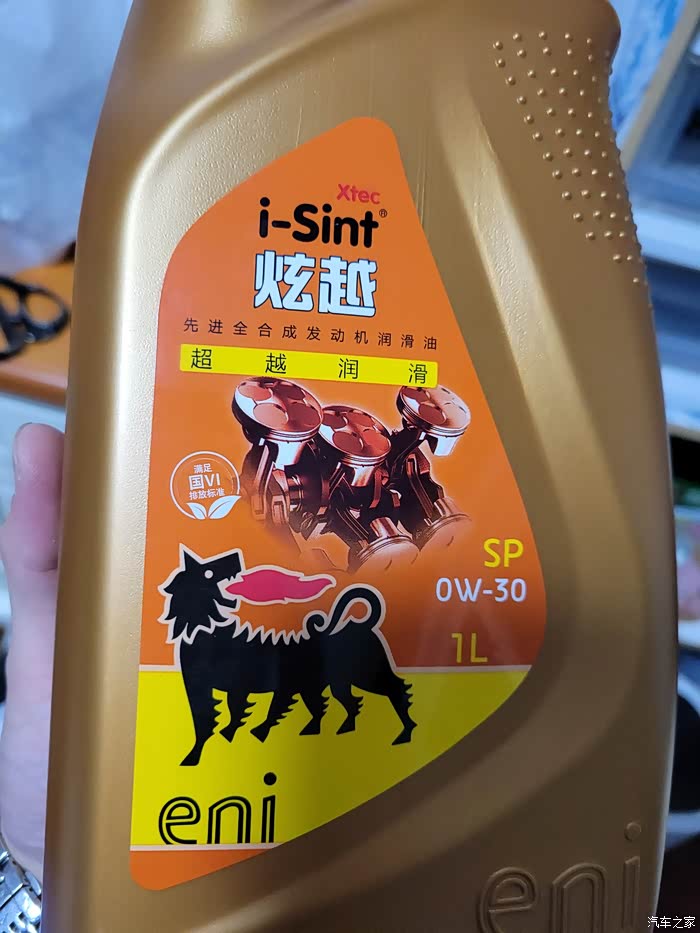 Xtec
i-Sint®
炫越
先进全合成发动机润滑油
超越润滑
满足
国VI
排放标准
SP
0W-30
1L
eni
eni
汽车之家